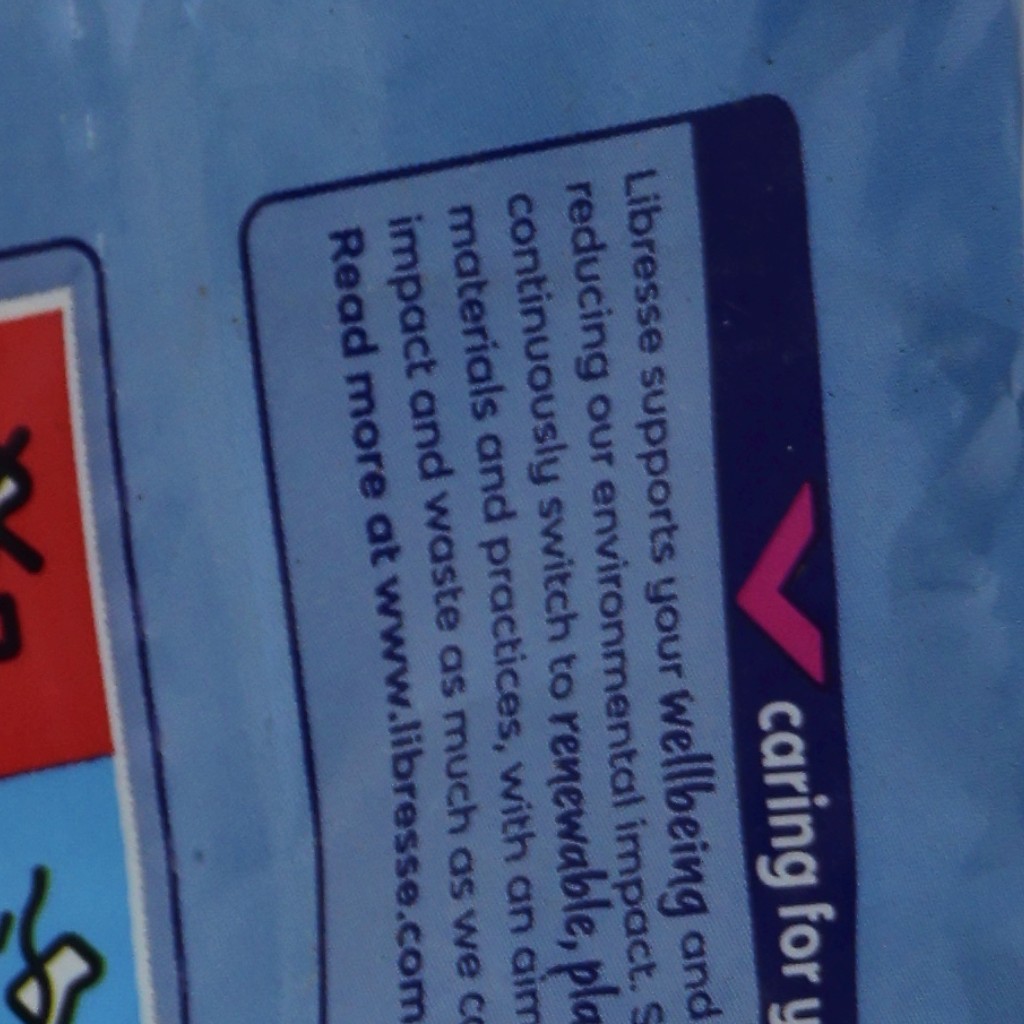 caring for
Libresse supports your wellbeing and
reducing our environmental impact.
continuously switch to renewable,
materials and practices, with an aim
impact and waste as much as we
Read more at www.libresse.com